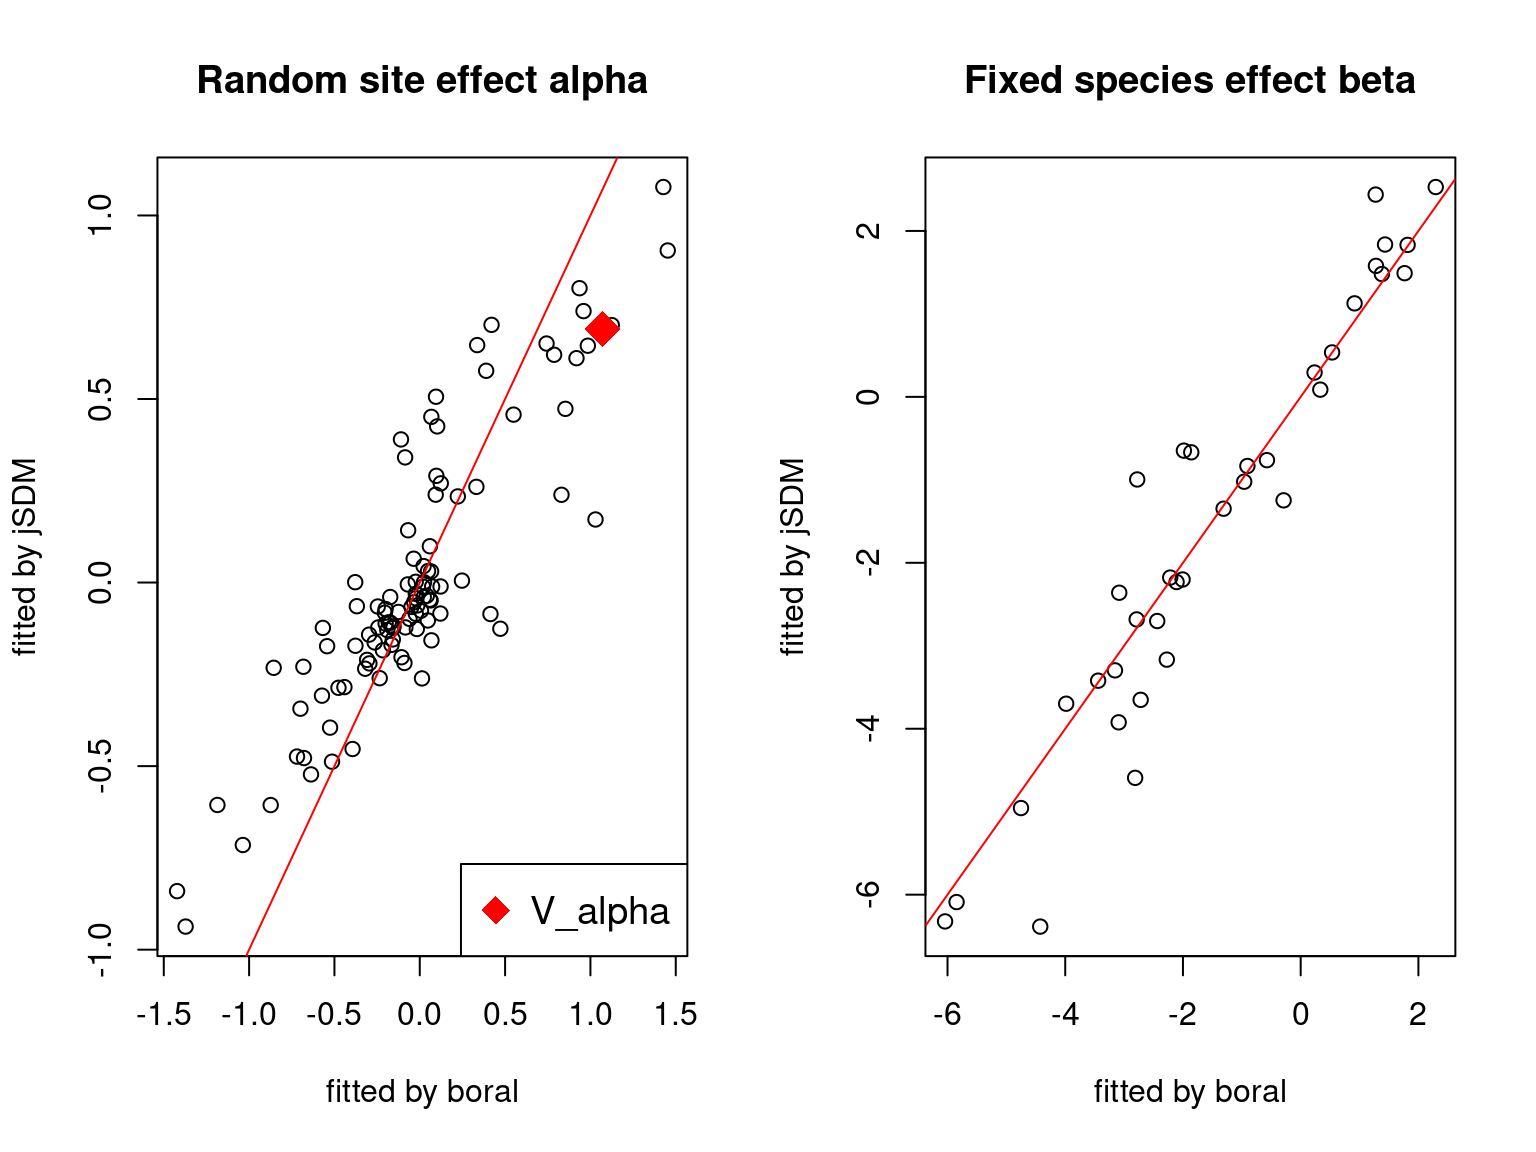 Random site effect alpha
fitted by jSDM
1.0
0.5
0.0
-0.5
-1.0
-1.5 -1.0 -0.5 0.0 0.5 1.0 1.5
fitted by boral
V_alpha
Fixed species effect beta
fitted by jSDM
2
0
-2
-4
-6
-6 -4 -2 0 2
fitted by boral